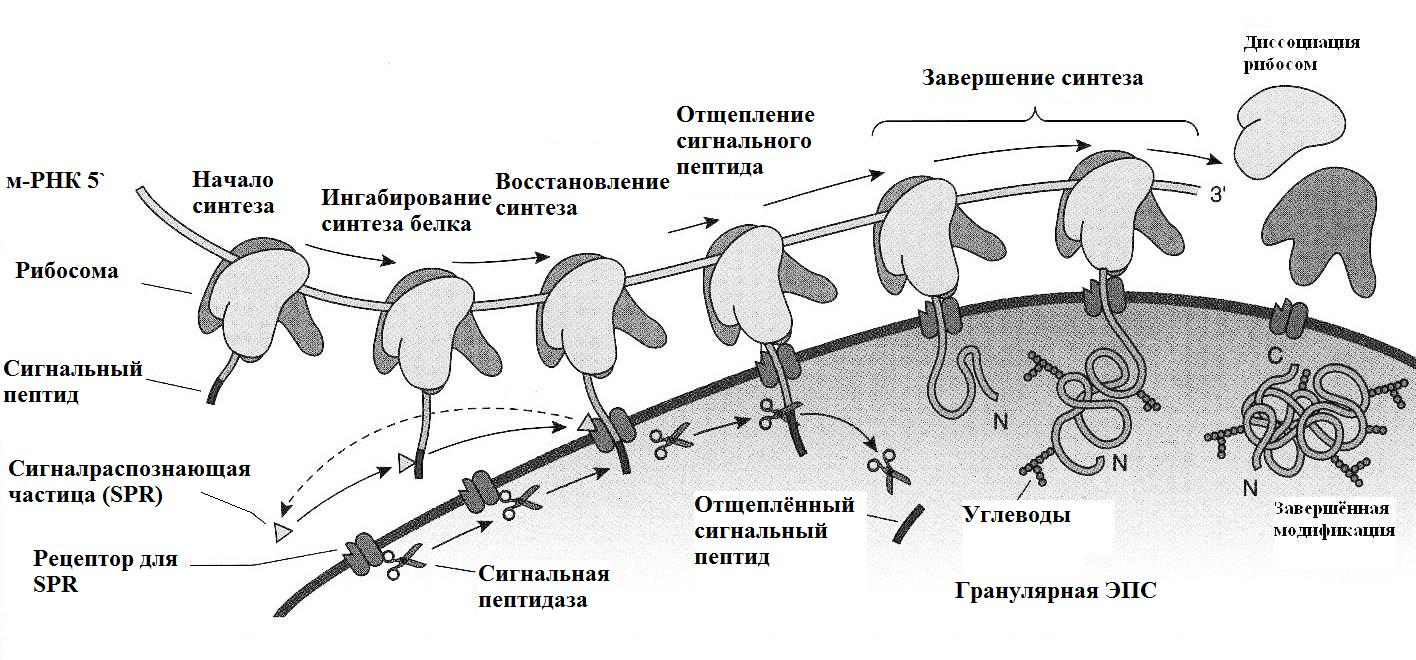 Диссоциация
рибосом
Завершение синтеза
Отщепление
сигнального
пептида
м-РНК 5`
Начало
синтеза
Ингабирование
синтеза белка
Восстановление
синтеза
3'
Рибосома
Сигнальный
пептид
Сигналраспознающая
частица (SPR)
Рецептор для
SPR
Сигнальная
пептидаза
Отщеплённый
сигнальный
пептид
N
N
Углеводы
C
N
Завершённая
модификация
Гранулярная ЭПС